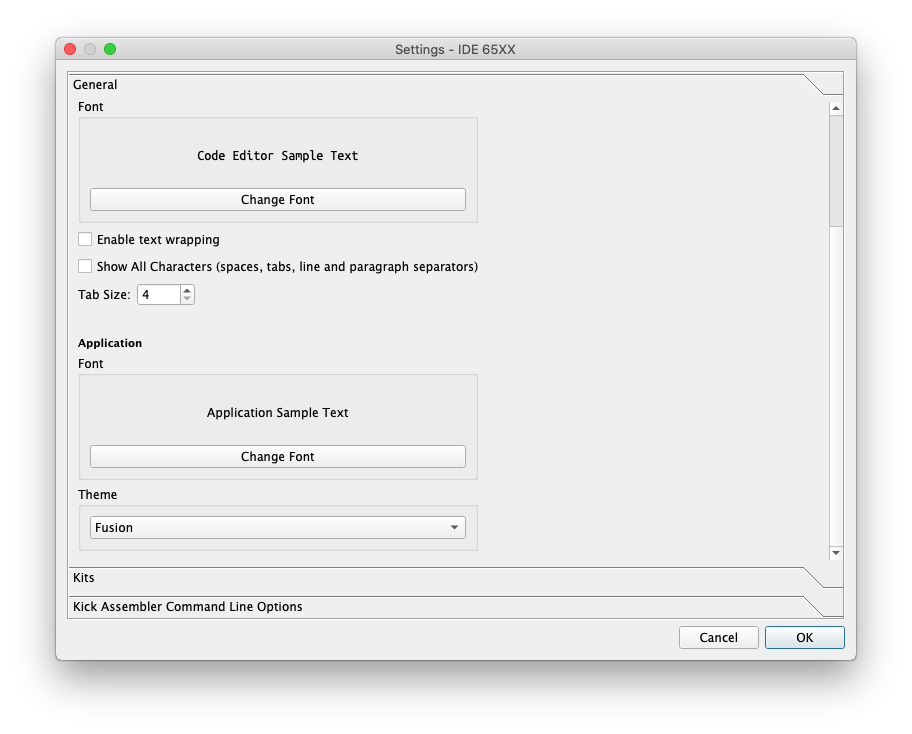 Settings - IDE 65XX
General
Font
Code Editor Sample Text
Change Font
Enable text wrapping
Show All Characters (spaces, tabs, line and paragraph separators)
Tab Size: 4
Application
Font
Application Sample Text
Change Font
Theme
Fusion
Kits
Kick Assembler Command Line Options
Cancel OK